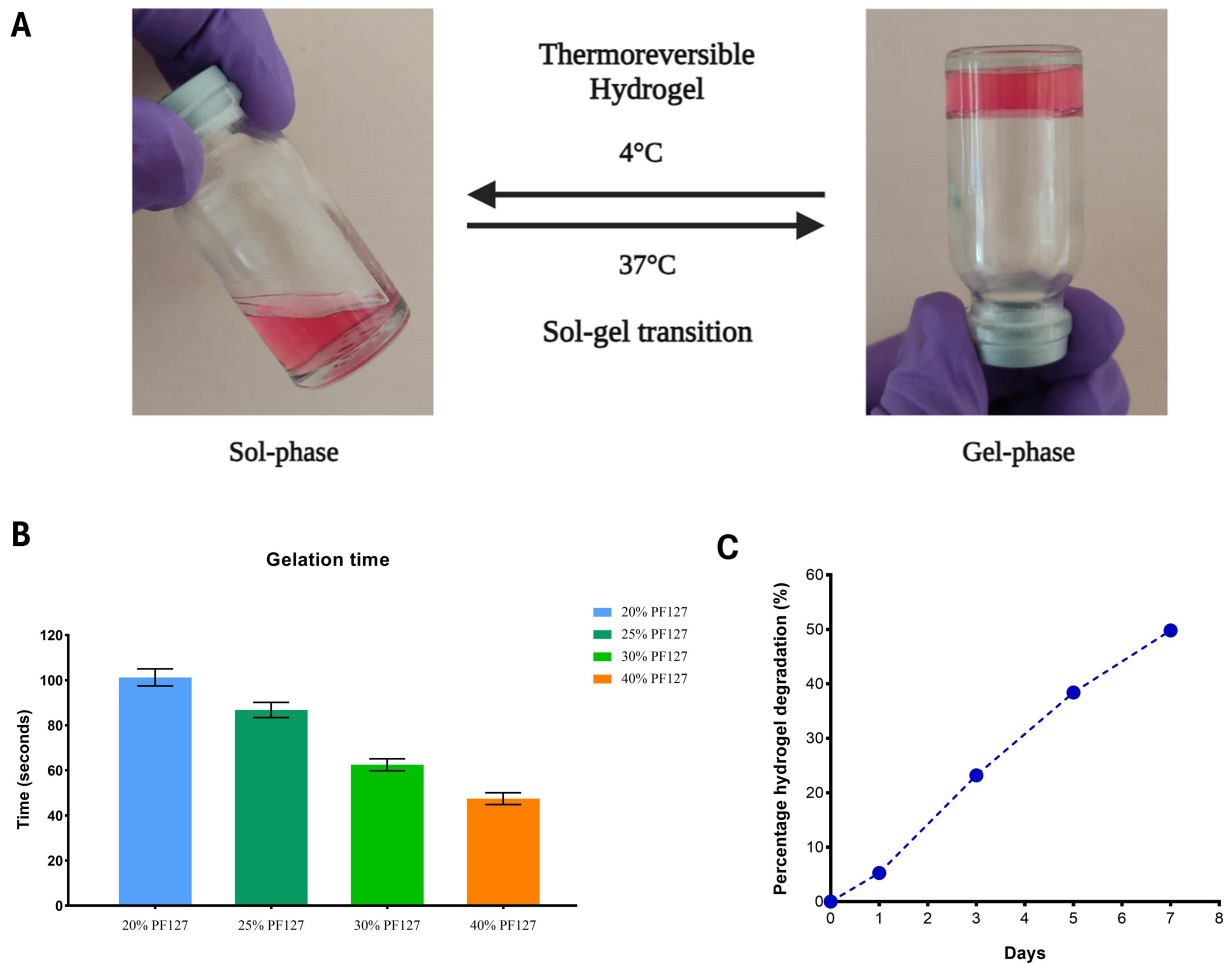 A
Thermoreversible
Hydrogel
4°C
37°C
Sol-gel transition
Sol-phase
Gel-phase
B
Gelation time
20% PF127
25% PF127
30% PF127
40% PF127
120
100
80
60
40
20
0
Time (seconds)
20% PF127 25% PF127 30% PF127 40% PF127
C
60
50
40
30
20
10
0
Percentage hydrogel degradation (%)
0 1 2 3 4 5 6 7 8
Days